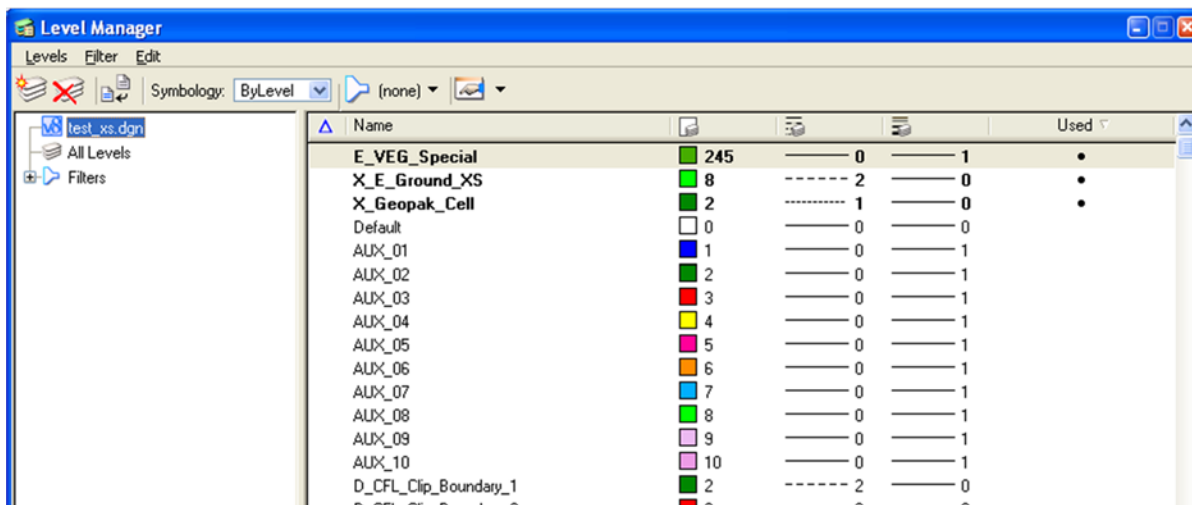 Level Manager
Levels Filter Edit
Symbology: ByLevel (none)
test_xs.dgn
All Levels
Filters
Name Used
E_VEG_Special 245 0 1
X_E_Ground_XS 8 2 0
X_Geopak_Cell 2 1 0
Default 0 0 0
AUX_01 1 0 1
AUX_02 2 0 1
AUX_03 3 0 1
AUX_04 4 0 1
AUX_05 5 0 1
AUX_06 6 0 1
AUX_07 7 0 1
AUX_08 8 0 1
AUX_09 9 0 1
AUX_10 10 0 1
D_CFL_Clip_Boundary_1 2 2 0